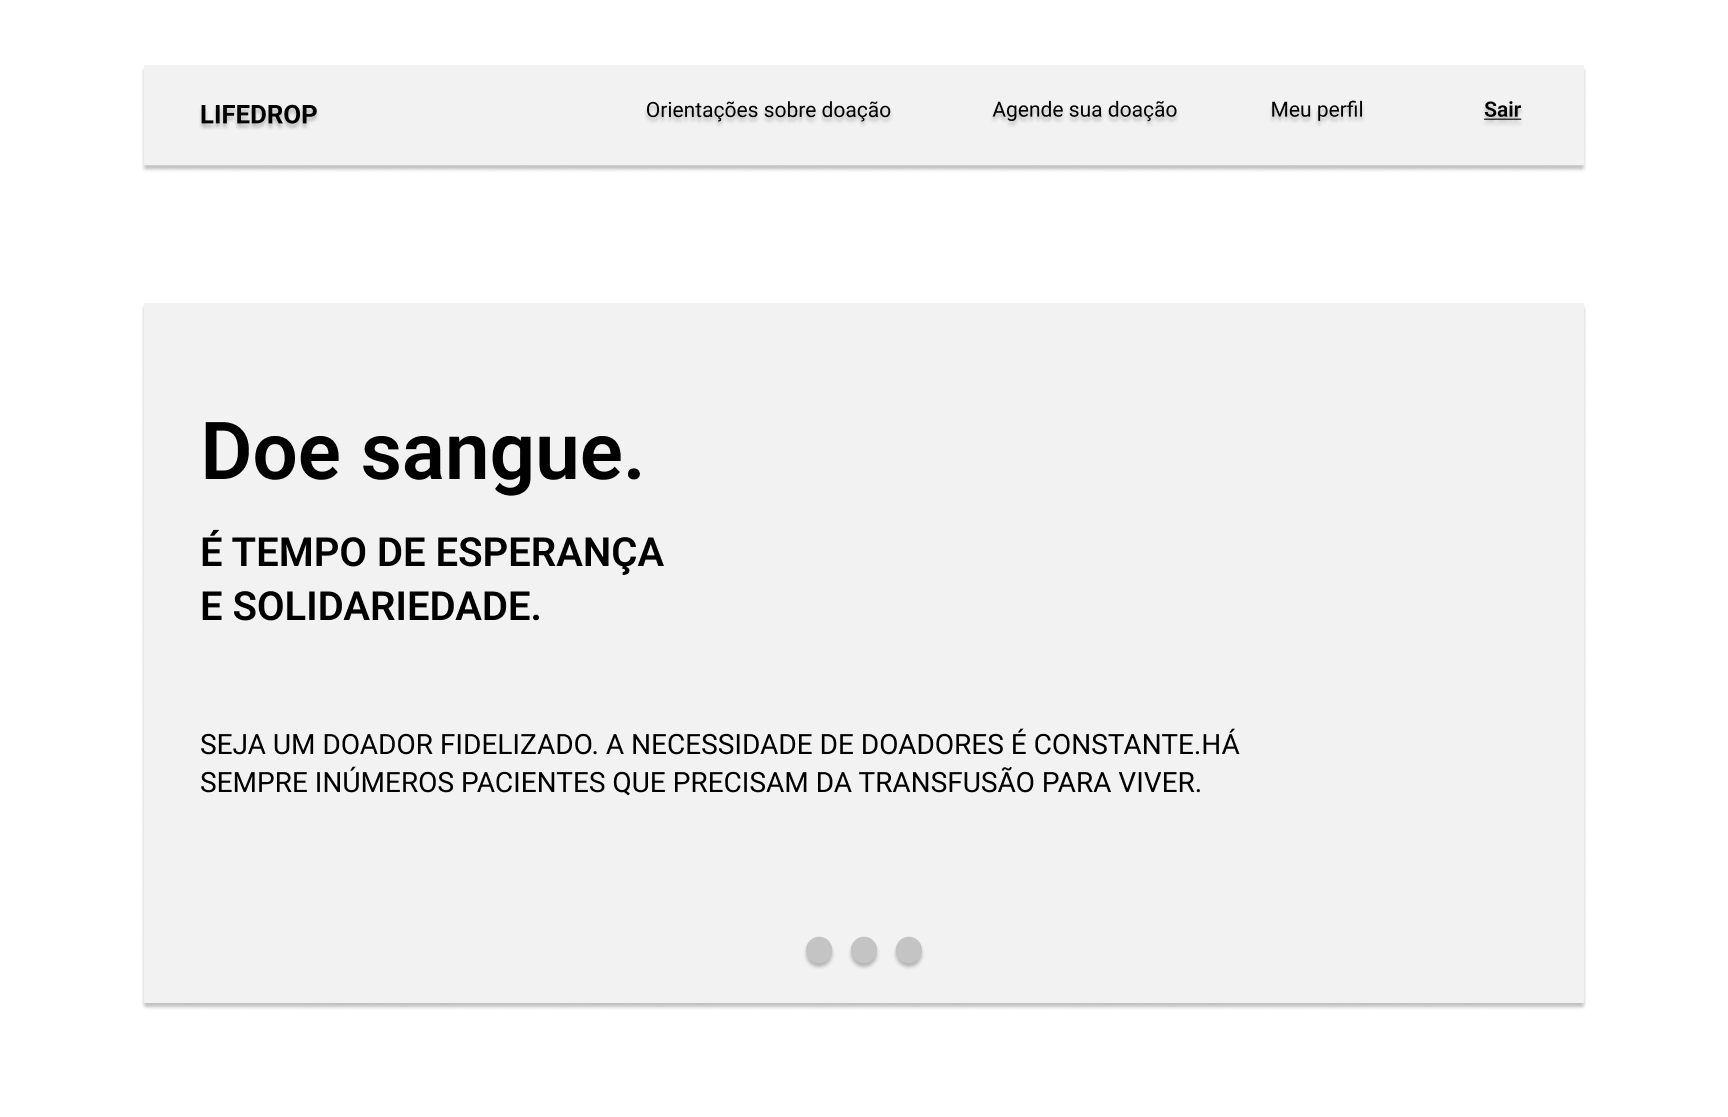 LIFEDROP
Orientações sobre doação
Agende sua doação
Meu perfil
Sair
Doe sangue.
É TEMPO DE ESPERANÇA
E SOLIDARIEDADE.
SEJA UM DOADOR FIDELIZADO. A NECESSIDADE DE DOADORES É CONSTANTE.HÁ
SEMPRE INÚMEROS PACIENTES QUE PRECISAM DA TRANSFUSÃO PARA VIVER.